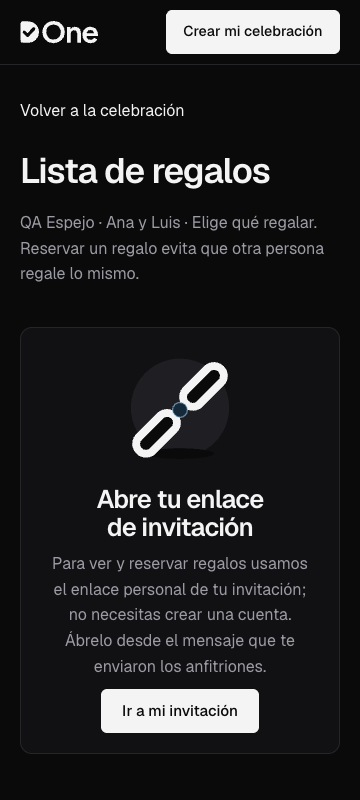 DOne
Crear mi celebración
Volver a la celebración
Lista de regalos
QA Espejo · Ana y Luis · Elige qué regalar.
Reservar un regalo evita que otra persona
regale lo mismo.
Abre tu enlace
de invitación
Para ver y reservar regalos usamos
el enlace personal de tu invitación;
no necesitas crear una cuenta.
Ábrelo desde el mensaje que te
enviaron los anfitriones.
Ir a mi invitación